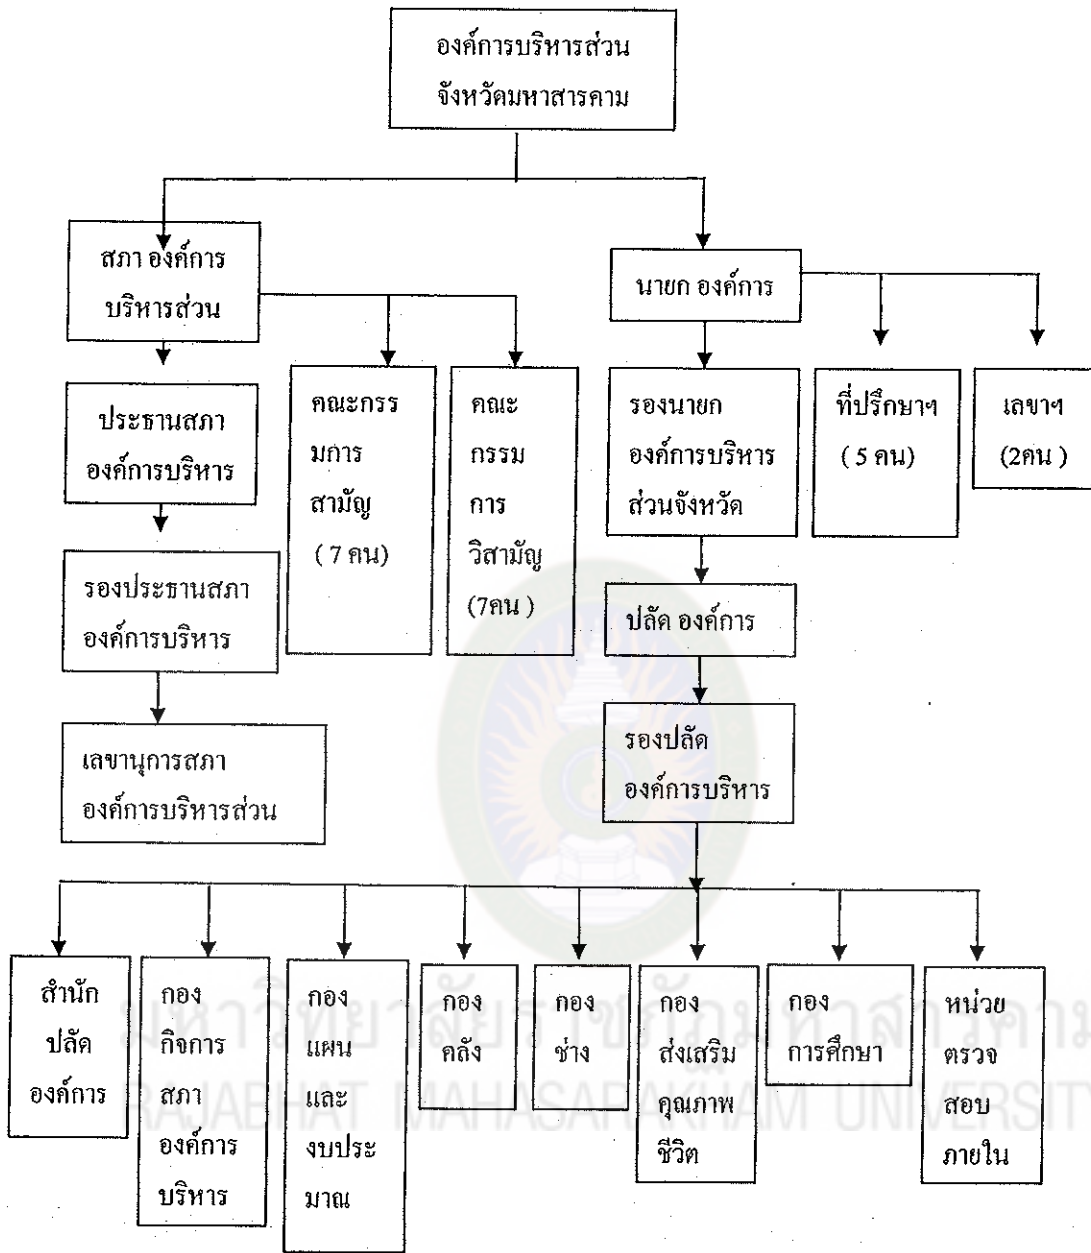 องค์การบริหารส่วน
จังหวัดมหาสารคาม
สภา องค์การ
บริหารส่วน
นายก องค์การ
ประธานสภา
องค์การบริหาร
คณะกรร
มการ
สามัญ
( 7 คน)
คณะ
กรรม
การ
วิสามัญ
(7คน )
รองนายก
องค์การบริหาร
ส่วนจังหวัด
ที่ปรึกษาฯ
( 5 คน)
เลขาฯ
(2คน )
รองประธานสภา
องค์การบริหาร
ปลัด องค์การ
เลขานุการสภา
องค์การบริหารส่วน
รองปลัด
องค์การบริหาร
สำนัก
ปลัด
องค์การ
กอง
กิจการ
สภา
องค์การ
บริหาร
กอง
แผน
และ
งบประ
มาณ
กอง
คลัง
กอง
ช่าง
กอง
ส่งเสริม
คุณภาพ
ชีวิต
กอง
การศึกษา
หน่วย
ตรวจ
สอบ
ภายใน
มหาวิทยาลัยราชภัฏมหาสารคาม
RAJABHAT MAHASARAKHAM UNIVERSITY